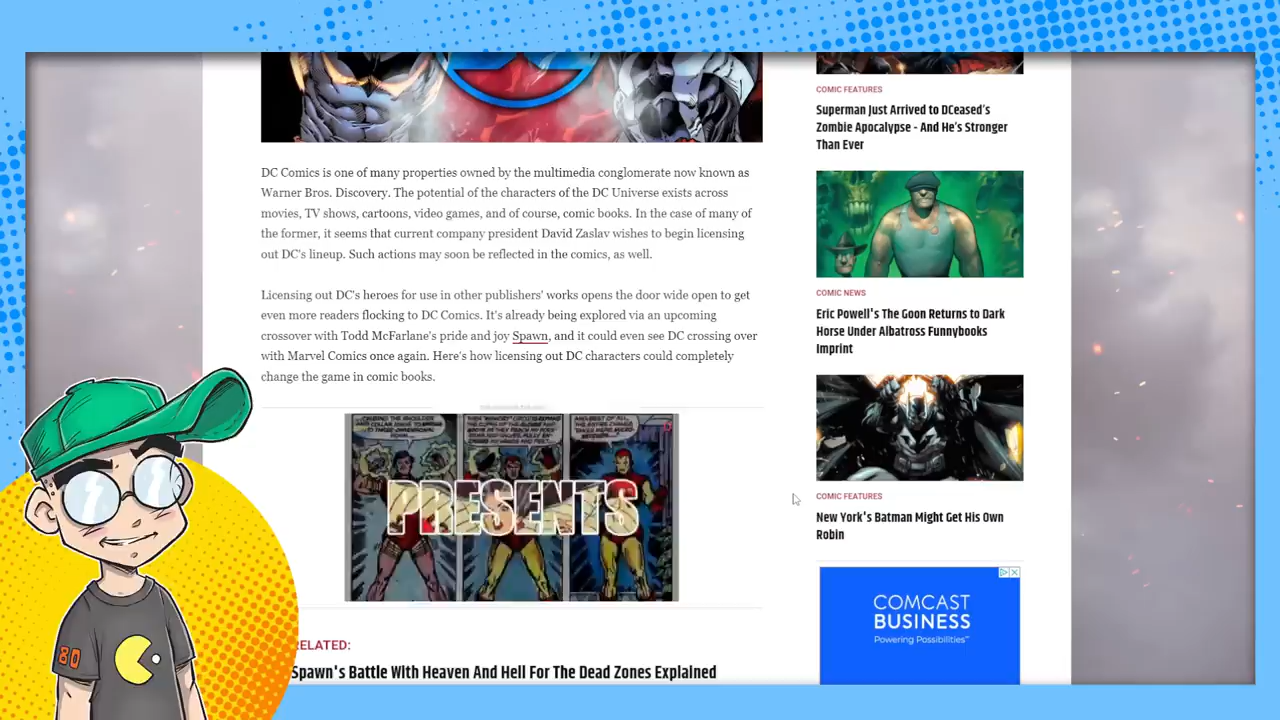 DC Comics is one of many properties owned by the multimedia conglomerate now known as
Warner Bros. Discovery. The potential of the characters of the DC Universe exists across
movies, TV shows, cartoons, video games, and of course, comic books. In the case of many of
the former, it seems that current company president David Zaslav wishes to begin licensing
out DC's lineup. Such actions may soon be reflected in the comics, as well.
Licensing out DC's heroes for use in other publishers' works opens the door wide open to get
even more readers flocking to DC Comics. It's already being explored via an upcoming
crossover with Todd McFarlane's pride and joy Spawn, and it could even see DC crossing over
with Marvel Comics once again. Here's how licensing out DC characters could completely
change the game in comic books.
PRESENTS
RELATED:
Spawn's Battle With Heaven And Hell For The Dead Zones Explained
COMIC FEATURES
Superman Just Arrived to DCeased's
Zombie Apocalypse - And He's Stronger
Than Ever
COMIC NEWS
Eric Powell's The Goon Returns to Dark
Horse Under Albatross Funnybooks
Imprint
COMIC FEATURES
New York's Batman Might Get His Own
Robin
COMCAST
BUSINESS
Powering Possibilities™
80